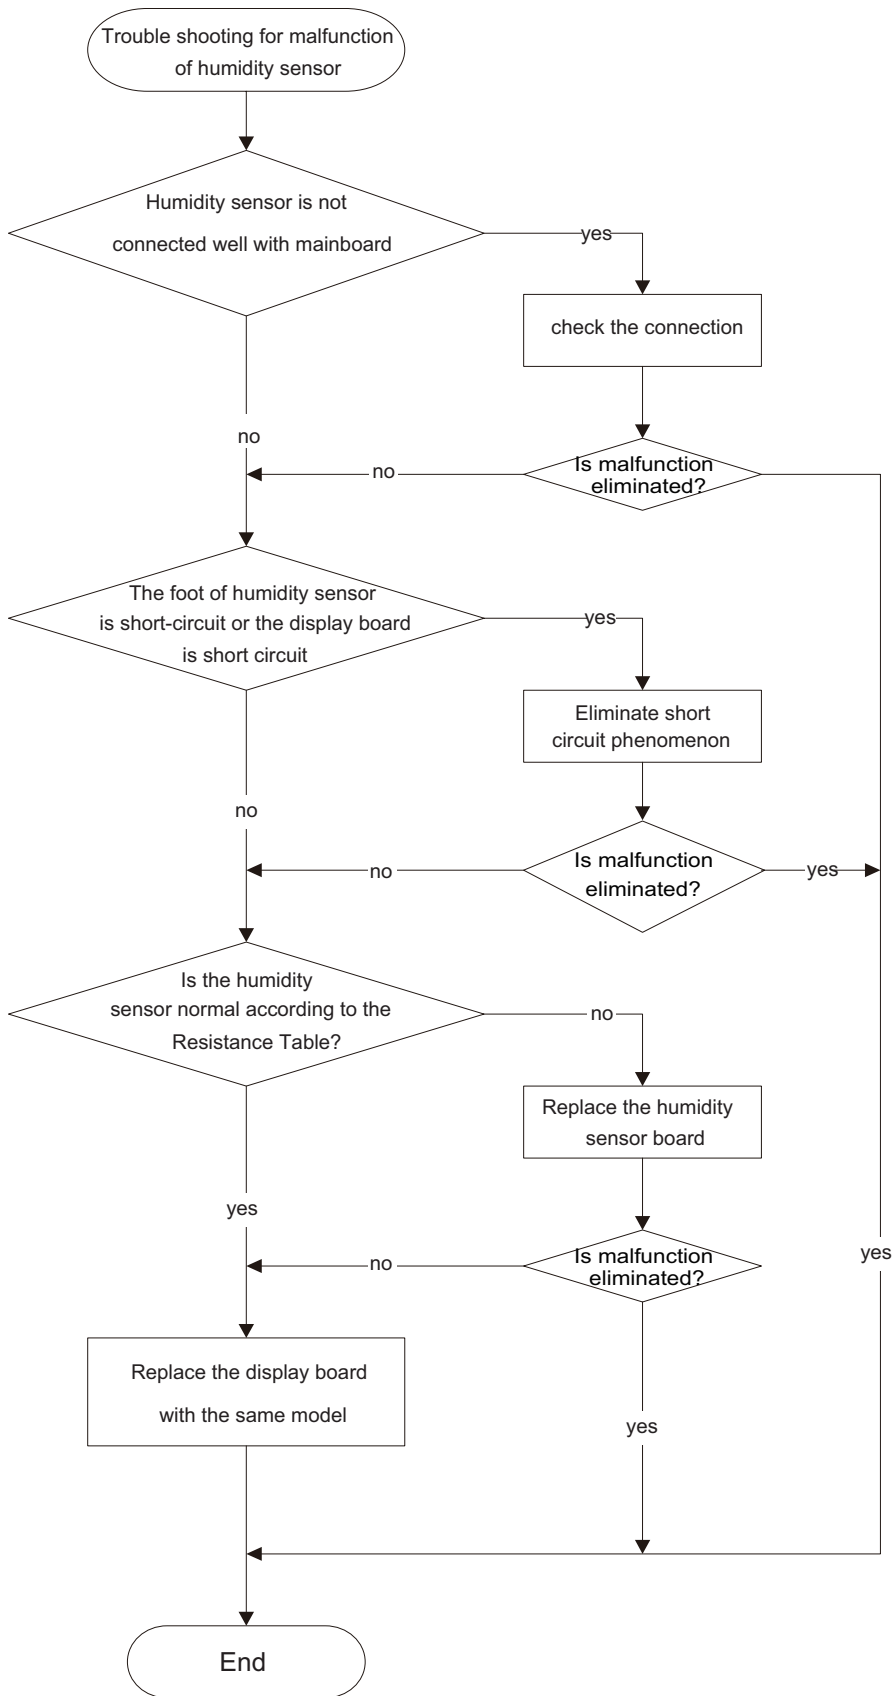 Trouble shooting for malfunction
of humidity sensor
Humidity sensor is not
connected well with mainboard
yes
check the connection
no
Is malfunction
eliminated?
no
The foot of humidity sensor
is short-circuit or the display board
is short circuit
yes
Eliminate short
circuit phenomenon
no
Is malfunction
eliminated?
no
yes
Is the humidity
sensor normal according to the
Resistance Table?
no
Replace the humidity
sensor board
yes
Is malfunction
eliminated?
no
yes
Replace the display board
with the same model
yes
End